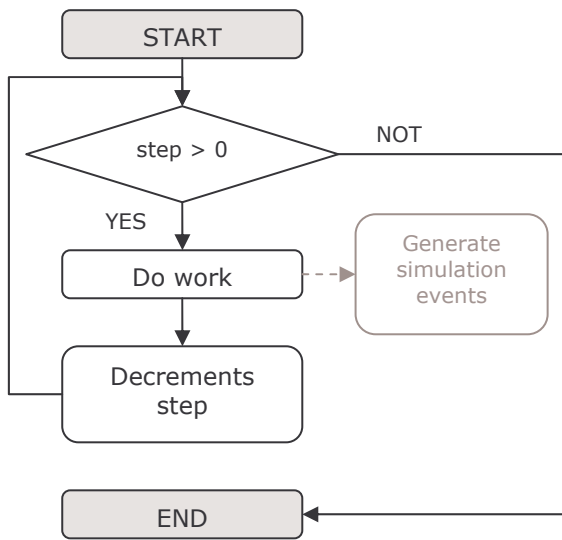 START
step > 0
NOT
YES
Do work
Generate
simulation
events
Decrements
step
END